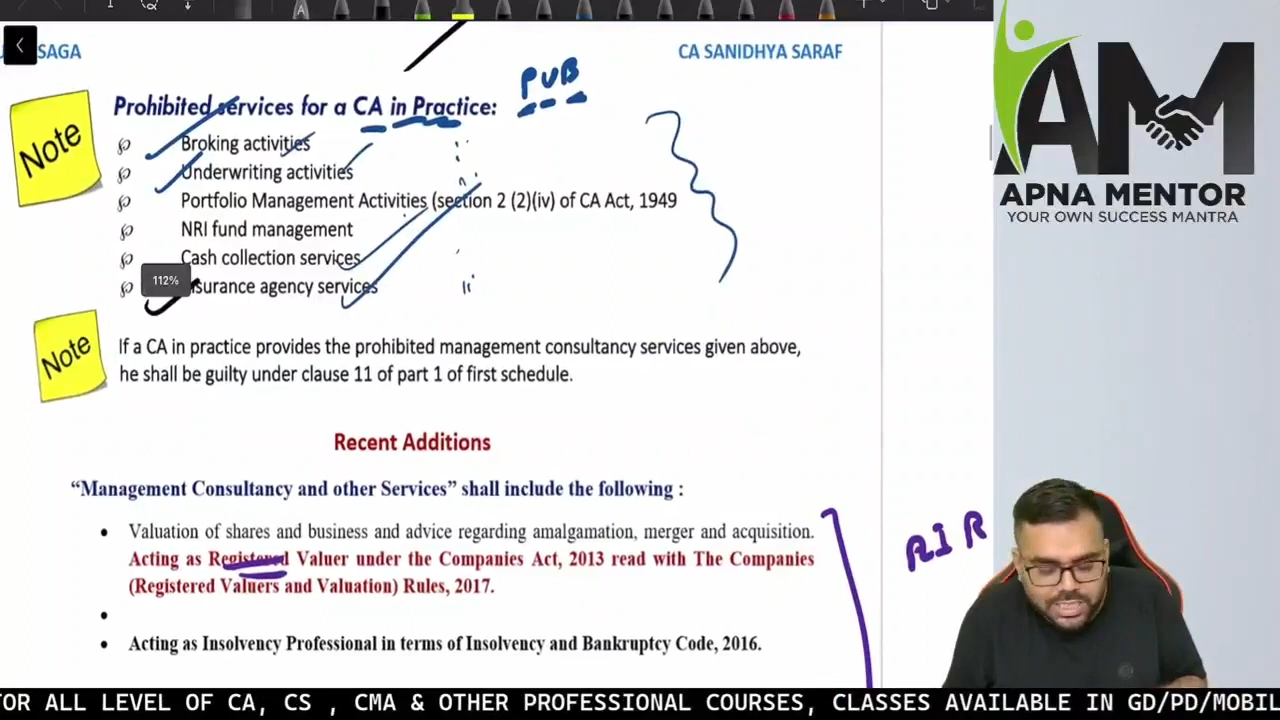 SAGA
CA SANIDHYA SARAF
PUB
Note
Prohibited services for a CA in Practice:
Broking activities
Underwriting activities
Portfolio Management Activities (section 2 (2)(iv) of CA Act, 1949
NRI fund management
Cash collection services
112%
surance agency services
Note
If a CA in practice provides the prohibited management consultancy services given above,
he shall be guilty under clause 11 of part 1 of first schedule.
Recent Additions
“Management Consultancy and other Services” shall include the following :
• Valuation of shares and business and advice regarding amalgamation, merger and acquisition.
Acting as Registered Valuer under the Companies Act, 2013 read with The Companies
(Registered Valuers and Valuation) Rules, 2017.
•
• Acting as Insolvency Professional in terms of Insolvency and Bankruptcy Code, 2016.
RIR
AM
APNA MENTOR
YOUR OWN SUCCESS MANTRA
OR ALL LEVEL OF CA, CS , CMA & OTHER PROFESSIONAL COURSES, CLASSES AVAILABLE IN GD/PD/MOBIL